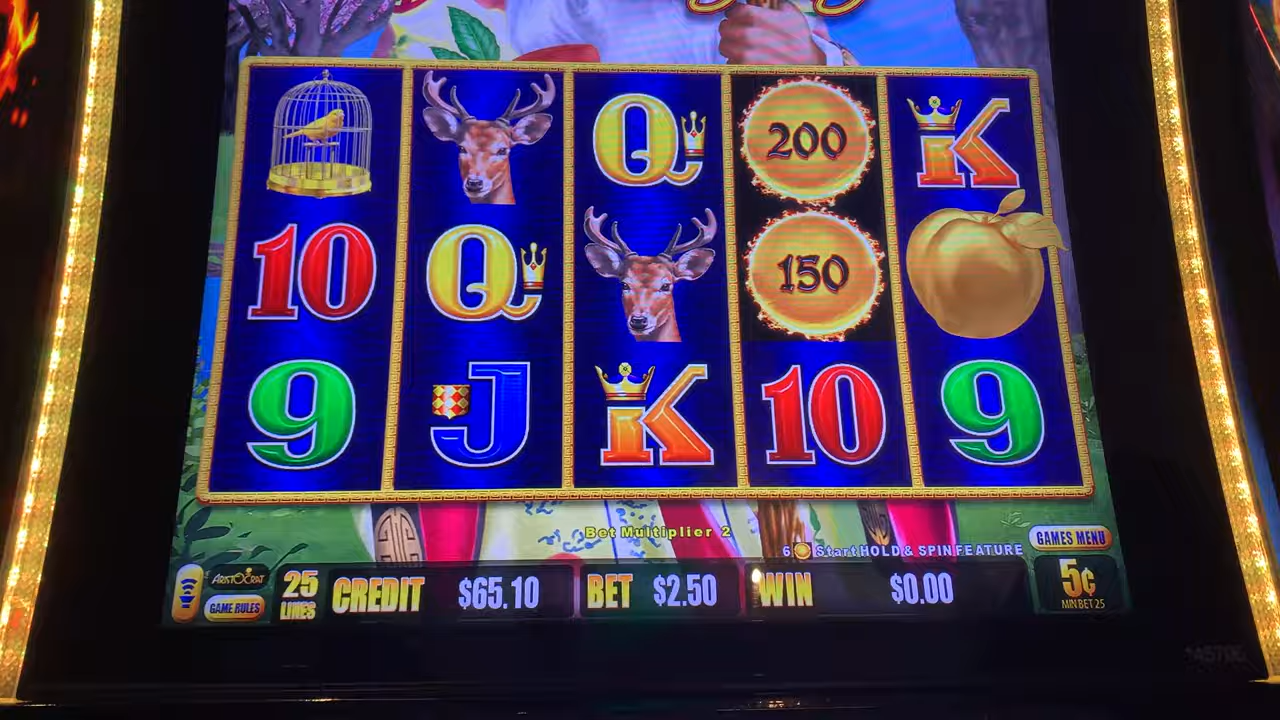 Q 200 K
10 Q 150
9 J K 10 9
Bet Multiplier 2
6 Start HOLD & SPIN FEATURE
GAMES MENU
ARISTOCRAT
GAME RULES
25 LINES
CREDIT $65.10
BET $2.50
WIN $0.00
5¢
MIN BET 25